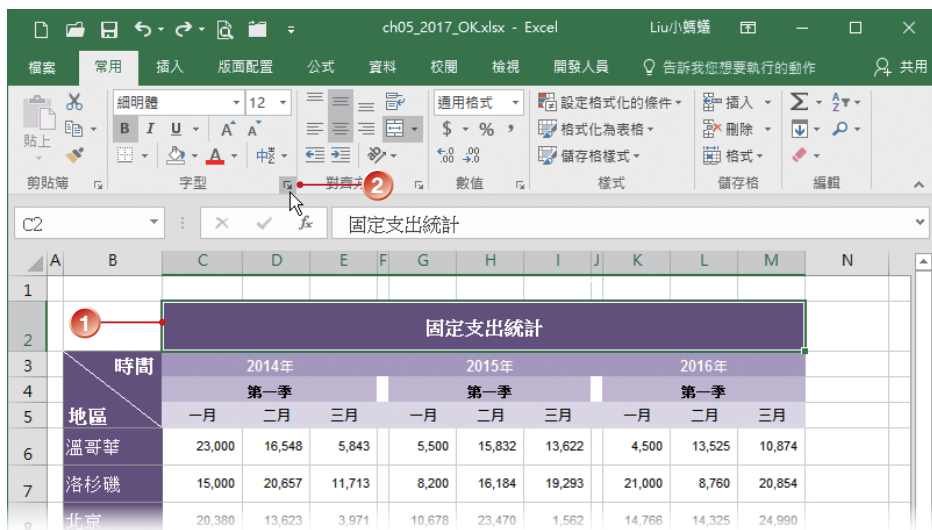 ch05_2017_OK.xlsx - Excel Liu小螞蟻
檔案 常用 插入 版面配置 公式 資料 校閱 檢視 開發人員 告訴我您想要執行的動作 共用
細明體 12 通用格式 設定格式化的條件 插入 Σ
貼上 B I U A A $ % , 格式化為表格 刪除
A 中 .00 .0 儲存格樣式 格式
剪貼簿 字型 2 數值 樣式 儲存格 編輯
C2 fx 固定支出統計
A B C D E F G H I J K L M N
1
1 2 固定支出統計
3 時間 2014年 2015年 2016年
4 第一季 第一季 第一季
5 地區 一月 二月 三月 一月 二月 三月 一月 二月 三月
6 溫哥華 23,000 16,548 5,843 5,500 15,832 13,622 4,500 13,525 10,874
7 洛杉磯 15,000 20,657 11,713 8,200 16,184 19,293 21,000 8,760 20,854
8 北京 20,380 13,623 3,971 10,678 23,470 1,562 14,766 14,325 24,990